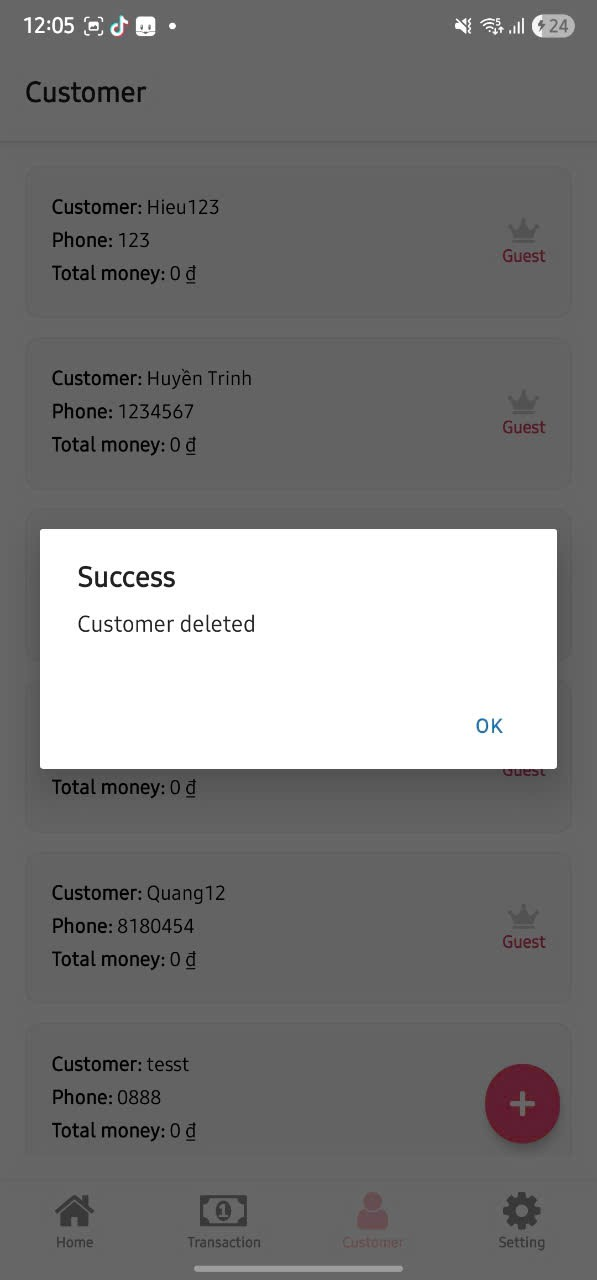 12:05
24
Customer
Customer: Hieu123
Phone: 123
Total money: 0 ₫
Guest
Customer: Huyền Trinh
Phone: 1234567
Total money: 0 ₫
Guest
Success
Customer deleted
OK
Guest
Total money: 0 ₫
Customer: Quang12
Phone: 8180454
Total money: 0 ₫
Guest
Customer: tesst
Phone: 0888
Total money: 0 ₫
Home
Transaction
Customer
Setting